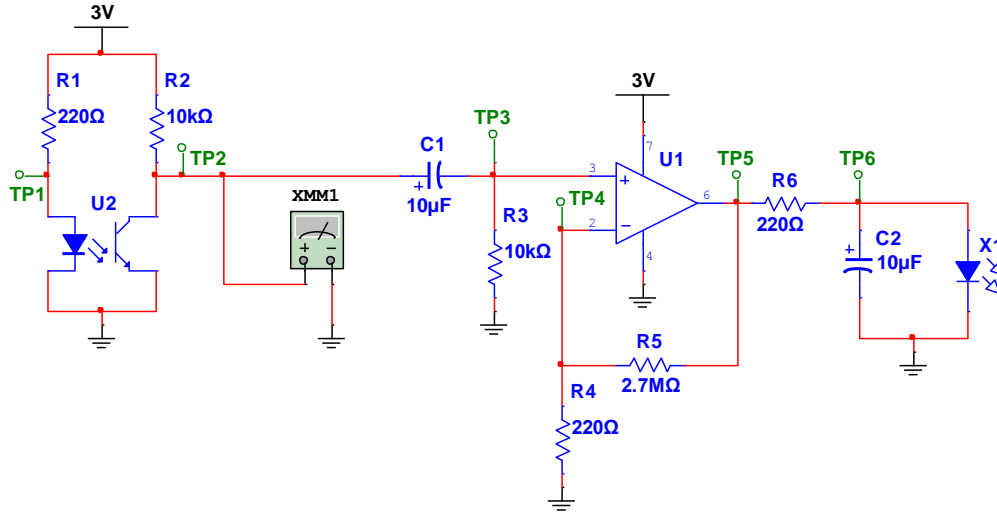 3V
R1
220Ω
R2
10kΩ
TP1
TP2
U2
XMM1
C1
10µF
TP3
R3
10kΩ
3V
TP4
3
2
7
4
6
U1
TP5
R6
220Ω
TP6
C2
10µF
X1
R5
2.7MΩ
R4
220Ω